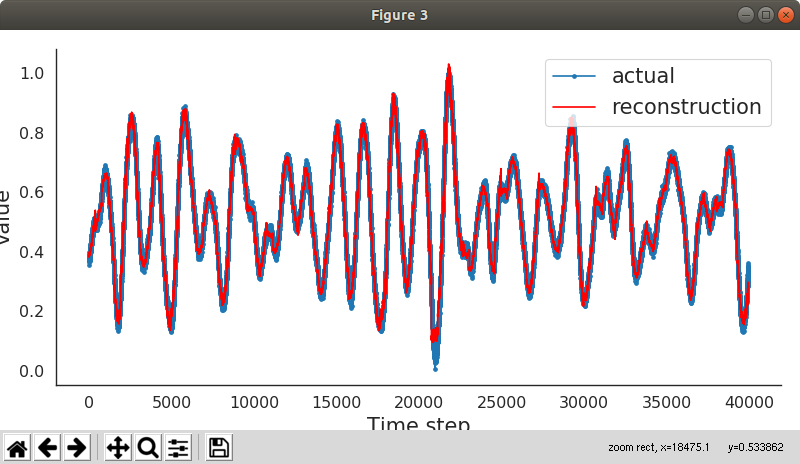 Figure 3
actual
reconstruction
1.0
0.8
0.6
0.4
0.2
0.0
value
0 5000 10000 15000 20000 25000 30000 35000 40000
Time step
zoom rect, x=18475.1 y=0.533862